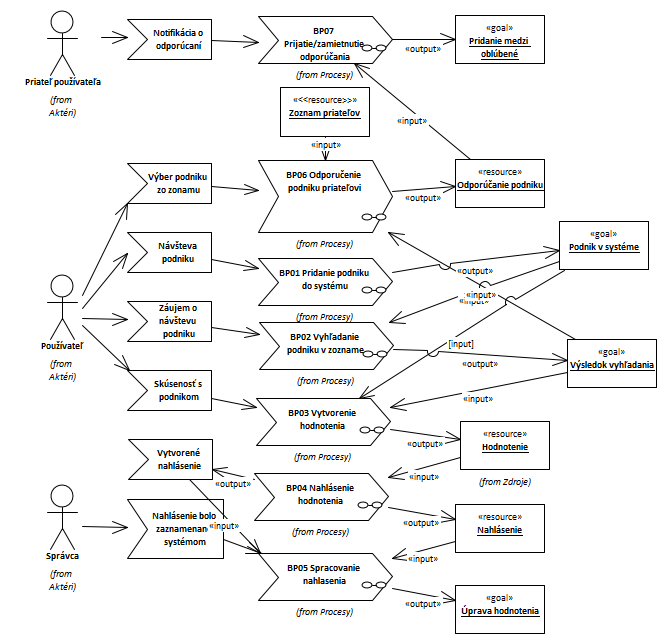 Priateľ používateľa
(from
Aktéri)
Notifikácia o
odporúcaní
BP07
Prijatie/zamietnutie
odporúčania
(from Procesy)
«output»
«goal»
Pridanie medzi
oblúbené
«<resource>»
Zoznam priateľov
«input»
«input»
Výber podniku
zo zonamu
BP06 Odporučenie
podniku priateľovi
(from Procesy)
«output»
«resource»
Odporúčanie podniku
Návšteva
podniku
BP01 Pridanie podniku
do systému
(from Procesy)
«output»
«goal»
Podnik v systéme
«input»
«input»
Používateľ
(from
Aktéri)
Záujem o
návštevu
podniku
BP02 Vyhľadanie
podniku v zozname
(from Procesy)
[input]
«output»
«goal»
Výsledok vyhľadania
Skúsenosť s
podnikom
BP03 Vytvorenie
hodnotenia
(from Procesy)
«input»
«output»
«resource»
Hodnotenie
(from Zdroje)
Vytvorené
nahlásenie
«output»
BP04 Nahlásenie
hodnotenia
(from Procesy)
«input»
«output»
«resource»
Nahlásenie
Správca
(from
Aktéri)
Nahlásenie bolo
zaznamenan
systémom
«input»
BP05 Spracovanie
nahlasenia
(from Procesy)
«input»
«output»
«goal»
Úprava hodnotenia